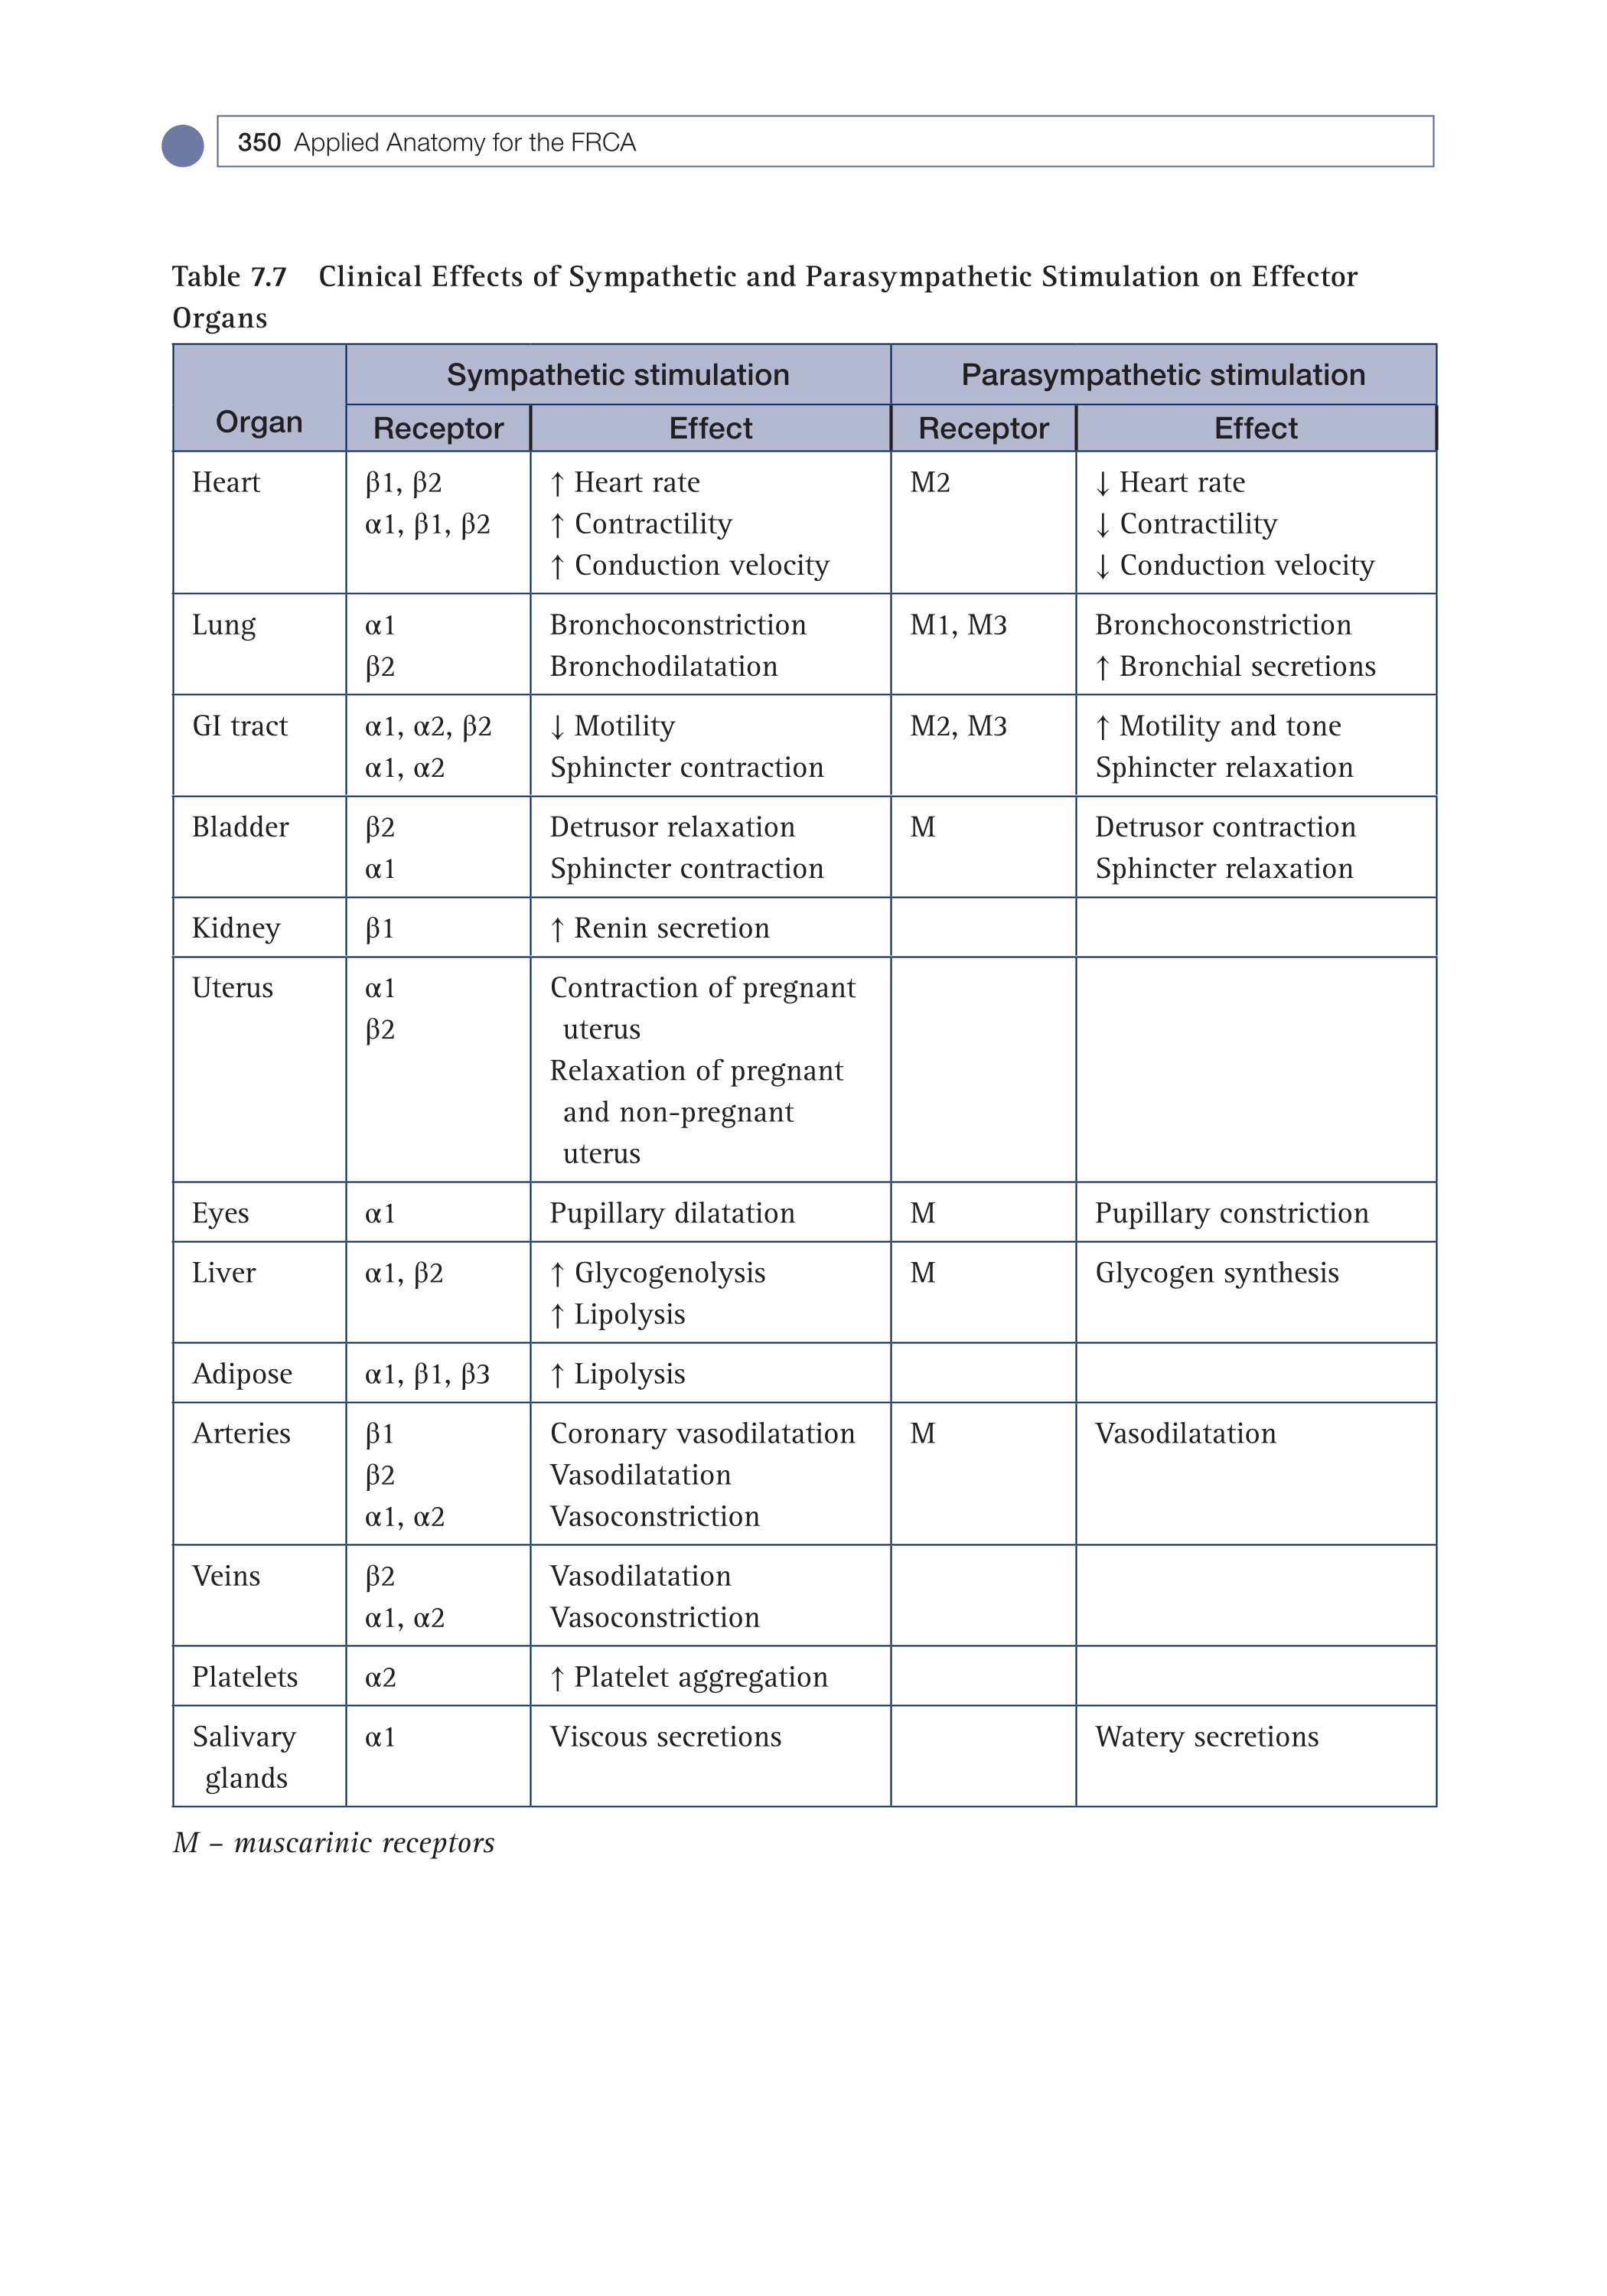 350 Applied Anatomy for the FRCA
Table 7.7 Clinical Effects of Sympathetic and Parasympathetic Stimulation on Effector
Organs
Organ Sympathetic stimulation Parasympathetic stimulation
Receptor Effect Receptor Effect
Heart β1, β2 ↑ Heart rate M2 ↓ Heart rate
α1, β1, β2 ↑ Contractility ↓ Contractility
↑ Conduction velocity ↓ Conduction velocity
Lung α1 Bronchoconstriction M1, M3 Bronchoconstriction
β2 Bronchodilatation ↑ Bronchial secretions
GI tract α1, α2, β2 ↓ Motility M2, M3 ↑ Motility and tone
α1, α2 Sphincter contraction Sphincter relaxation
Bladder β2 Detrusor relaxation M Detrusor contraction
α1 Sphincter contraction Sphincter relaxation
Kidney β1 ↑ Renin secretion
Uterus α1 Contraction of pregnant
β2 uterus
Relaxation of pregnant
and non-pregnant
uterus
Eyes α1 Pupillary dilatation M Pupillary constriction
Liver α1, β2 ↑ Glycogenolysis M Glycogen synthesis
↑ Lipolysis
Adipose α1, β1, β3 ↑ Lipolysis
Arteries β1 Coronary vasodilatation M Vasodilatation
β2 Vasodilatation
α1, α2 Vasoconstriction
Veins β2 Vasodilatation
α1, α2 Vasoconstriction
Platelets α2 ↑ Platelet aggregation
Salivary α1 Viscous secretions Watery secretions
glands
M – muscarinic receptors